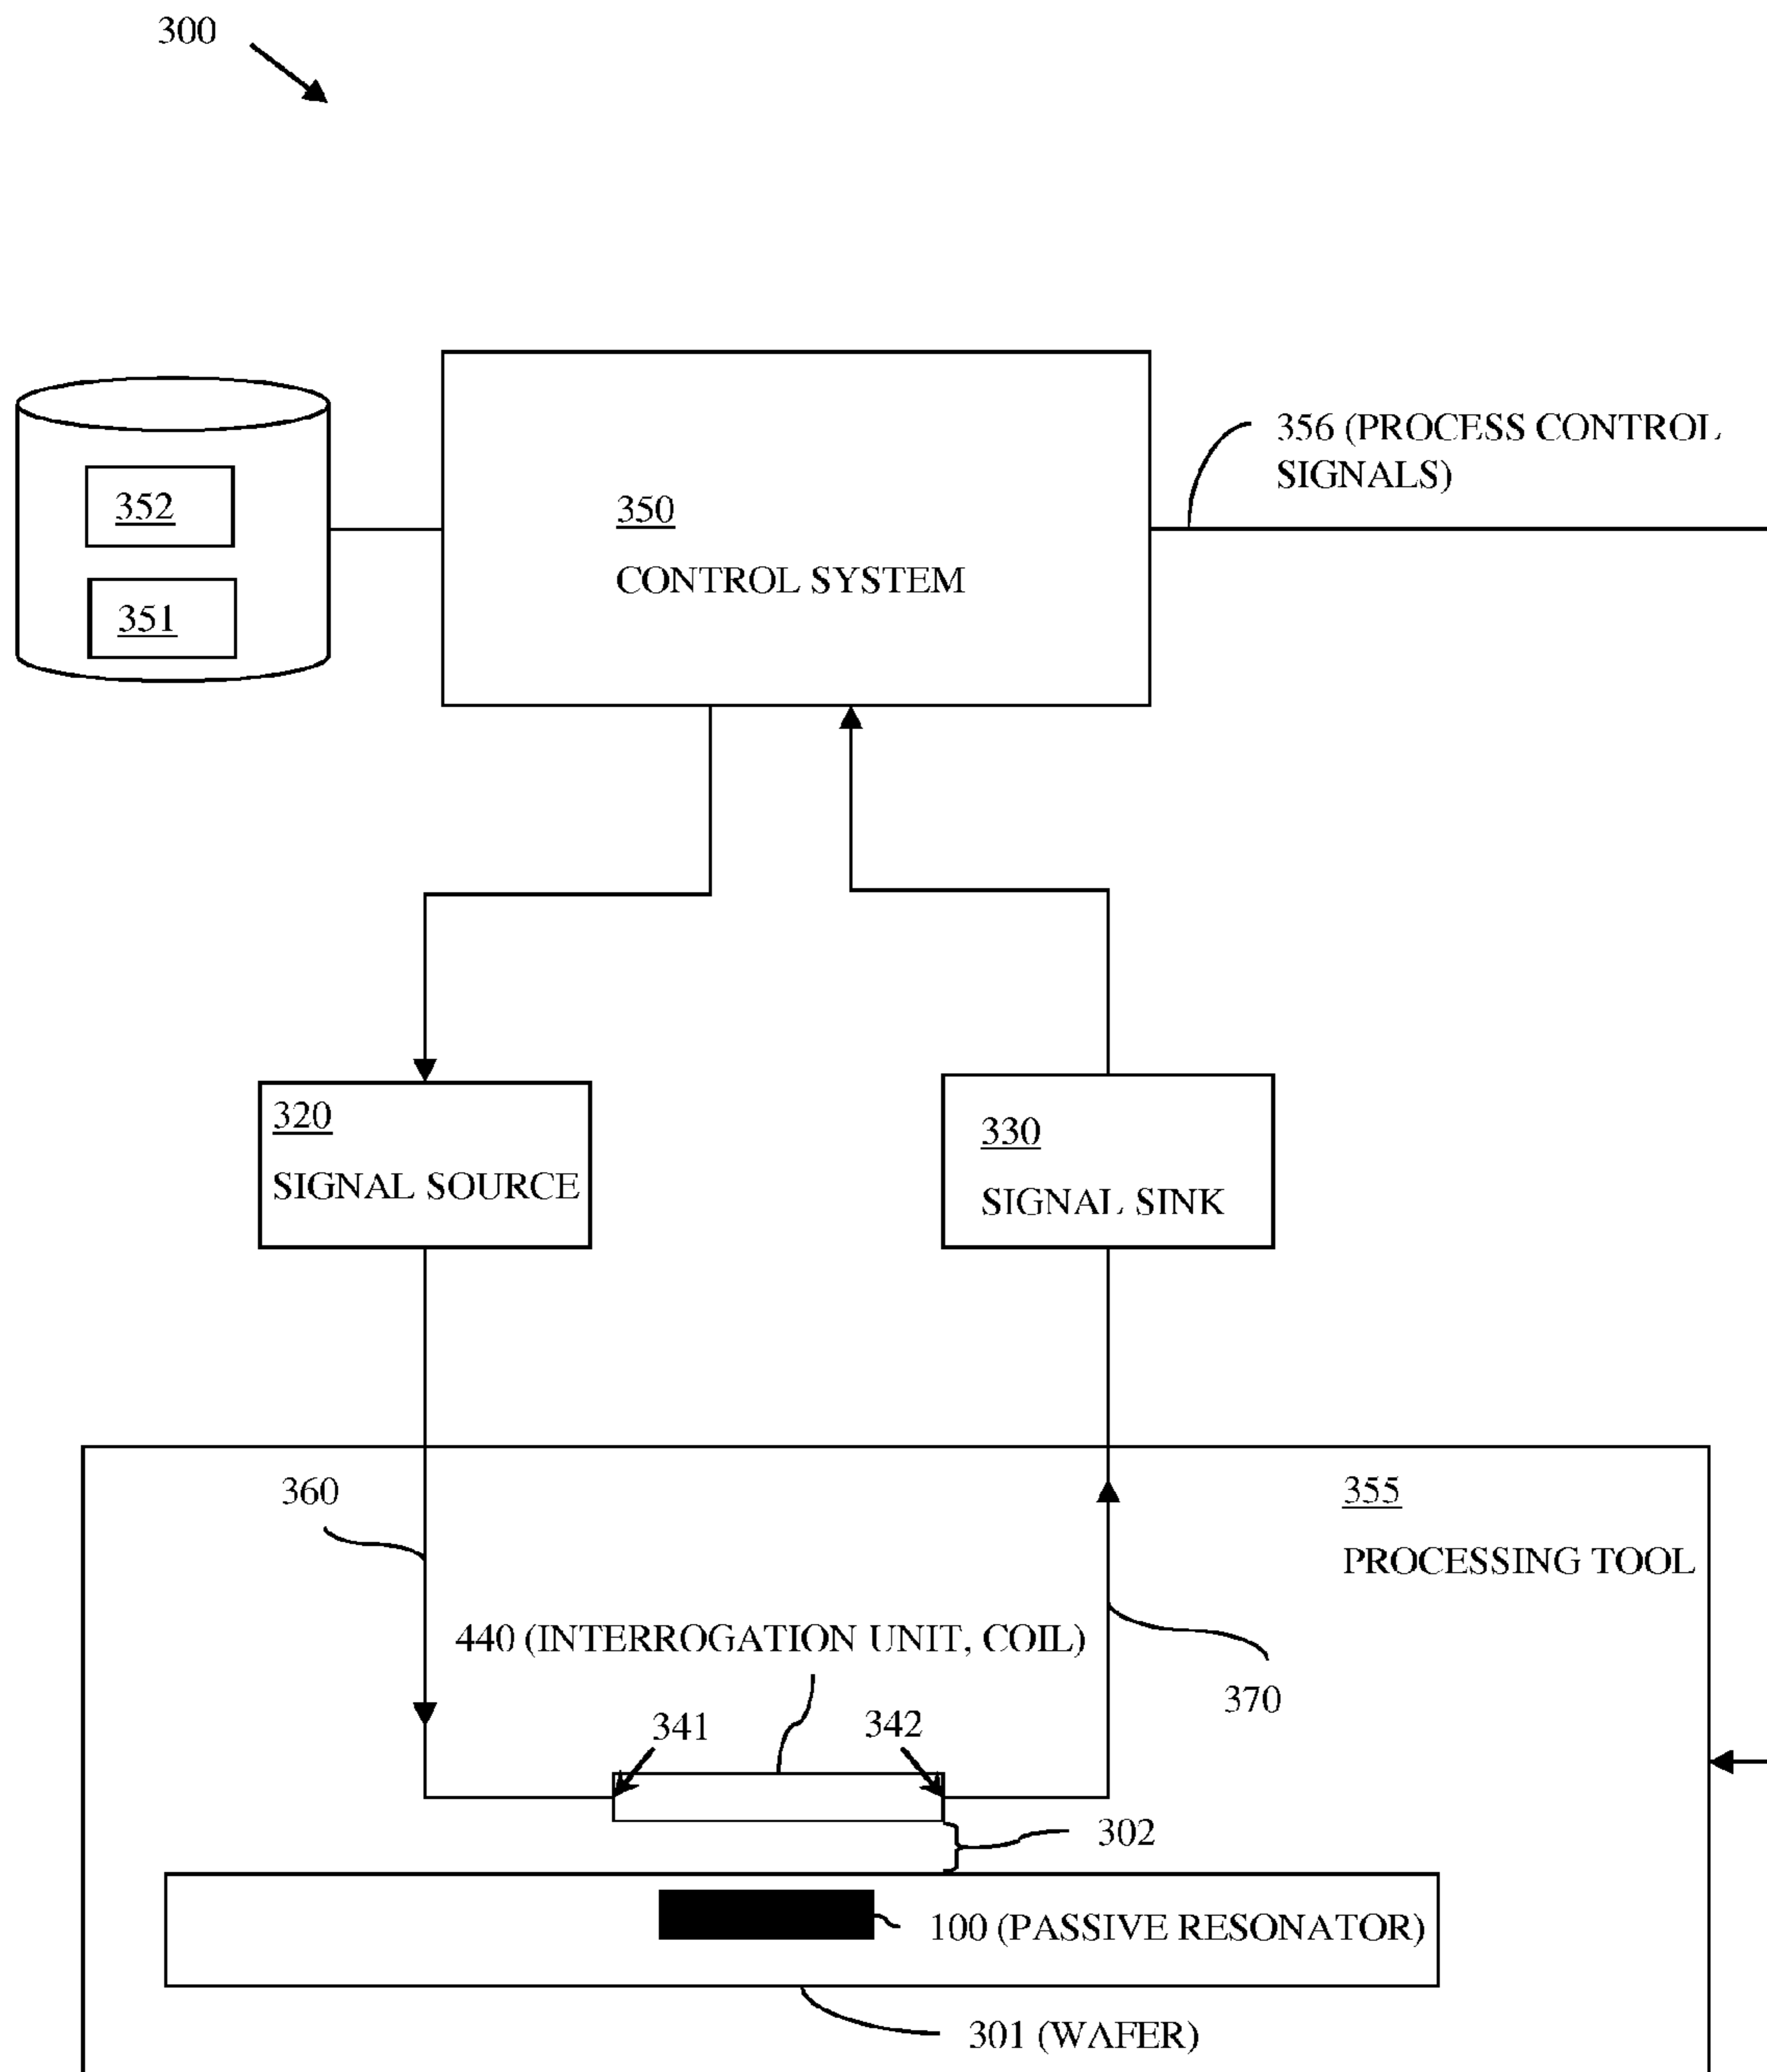 300
356 (PROCESS CONTROL
SIGNALS)
352
351
350
CONTROL SYSTEM
320
SIGNAL SOURCE
330
SIGNAL SINK
360
355
PROCESSING TOOL
440 (INTERROGATION UNIT, COIL)
370
341
342
302
100 (PASSIVE RESONATOR)
301 (WAFER)